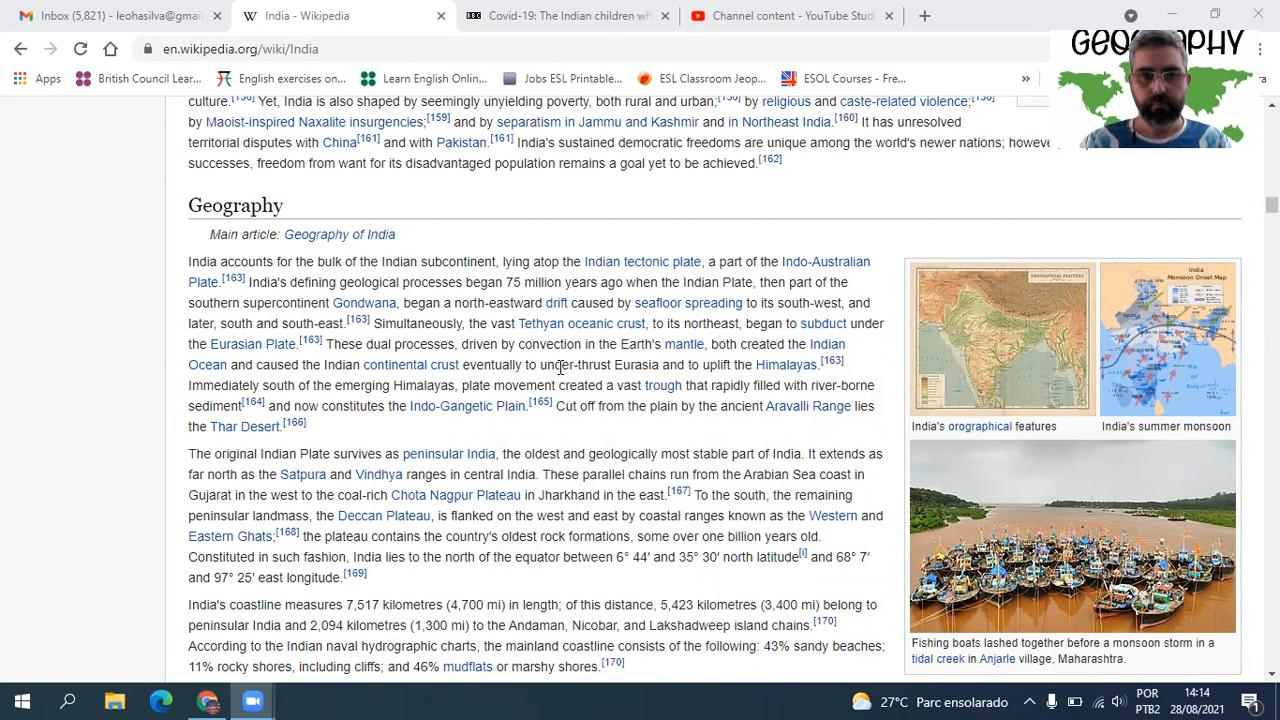 Inbox (5,821) - leohasilva@gmail
India - Wikipedia
Covid-19: The Indian children wh
Channel content - YouTube Studi
en.wikipedia.org/wiki/India
GEOGRAPHY
Apps
British Council Lear...
English exercises on...
Learn English Onlin...
Jobs ESL Printable...
ESL Classroom Jeop...
ESOL Courses - Fre...
»
culture.[156] Yet, India is also shaped by seemingly unyielding poverty, both rural and urban; by religious and caste-related violence;
by Maoist-inspired Naxalite insurgencies;[159] and by separatism in Jammu and Kashmir and in Northeast India.[160] It has unresolved
territorial disputes with China[161] and with Pakistan.[161] India's sustained democratic freedoms are unique among the world's newer nations;
successes, freedom from want for its disadvantaged population remains a goal yet to be achieved.[162]
Geography
Main article: Geography of India
India accounts for the bulk of the Indian subcontinent, lying atop the Indian tectonic plate, a part of the Indo-Australian
Plate.[163] India's defining geological processes began 75 million years ago when the Indian Plate, then part of the
southern supercontinent Gondwana, began a north-eastward drift caused by seafloor spreading to its south-west, and
later, south and south-east.[163] Simultaneously, the vast Tethyan oceanic crust, to its northeast, began to subduct under
the Eurasian Plate.[163] These dual processes, driven by convection in the Earth's mantle, both created the Indian
Ocean and caused the Indian continental crust eventually to under-thrust Eurasia and to uplift the Himalayas.[163]
Immediately south of the emerging Himalayas, plate movement created a vast trough that rapidly filled with river-borne
sediment[164] and now constitutes the Indo-Gangetic Plain.[165] Cut off from the plain by the ancient Aravalli Range lies
the Thar Desert.[166]
The original Indian Plate survives as peninsular India, the oldest and geologically most stable part of India. It extends as
far north as the Satpura and Vindhya ranges in central India. These parallel chains run from the Arabian Sea coast in
Gujarat in the west to the coal-rich Chota Nagpur Plateau in Jharkhand in the east.[167] To the south, the remaining
peninsular landmass, the Deccan Plateau, is flanked on the west and east by coastal ranges known as the Western and
Eastern Ghats;[168] the plateau contains the country's oldest rock formations, some over one billion years old.
Constituted in such fashion, India lies to the north of the equator between 6° 44′ and 35° 30′ north latitude[i] and 68° 7′
and 97° 25′ east longitude.[169]
India's coastline measures 7,517 kilometres (4,700 mi) in length; of this distance, 5,423 kilometres (3,400 mi) belong to
peninsular India and 2,094 kilometres (1,300 mi) to the Andaman, Nicobar, and Lakshadweep island chains.[170]
According to the Indian naval hydrographic charts, the mainland coastline consists of the following: 43% sandy beaches;
11% rocky shores, including cliffs; and 46% mudflats or marshy shores.[170]
India
Monsoon Onset Map
India's orographical features
India's summer monsoon
Fishing boats lashed together before a monsoon storm in a
tidal creek in Anjarle village, Maharashtra.
27°C Parc ensolarado
POR
PTB2
14:14
28/08/2021